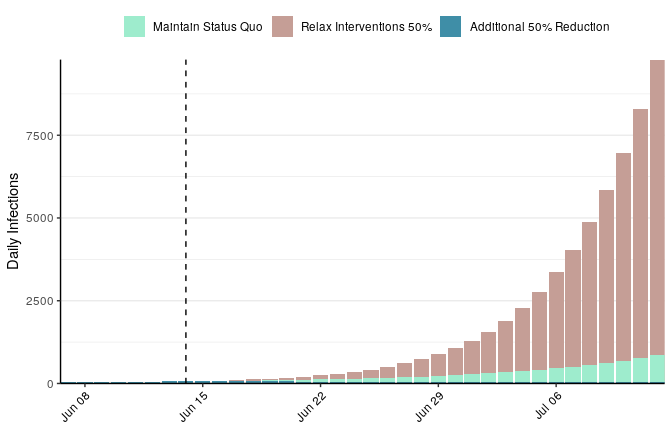 Maintain Status Quo Relax Interventions 50% Additional 50% Reduction
Daily Infections
7500
5000
2500
0
Jun 08 Jun 15 Jun 22 Jun 29 Jul 06